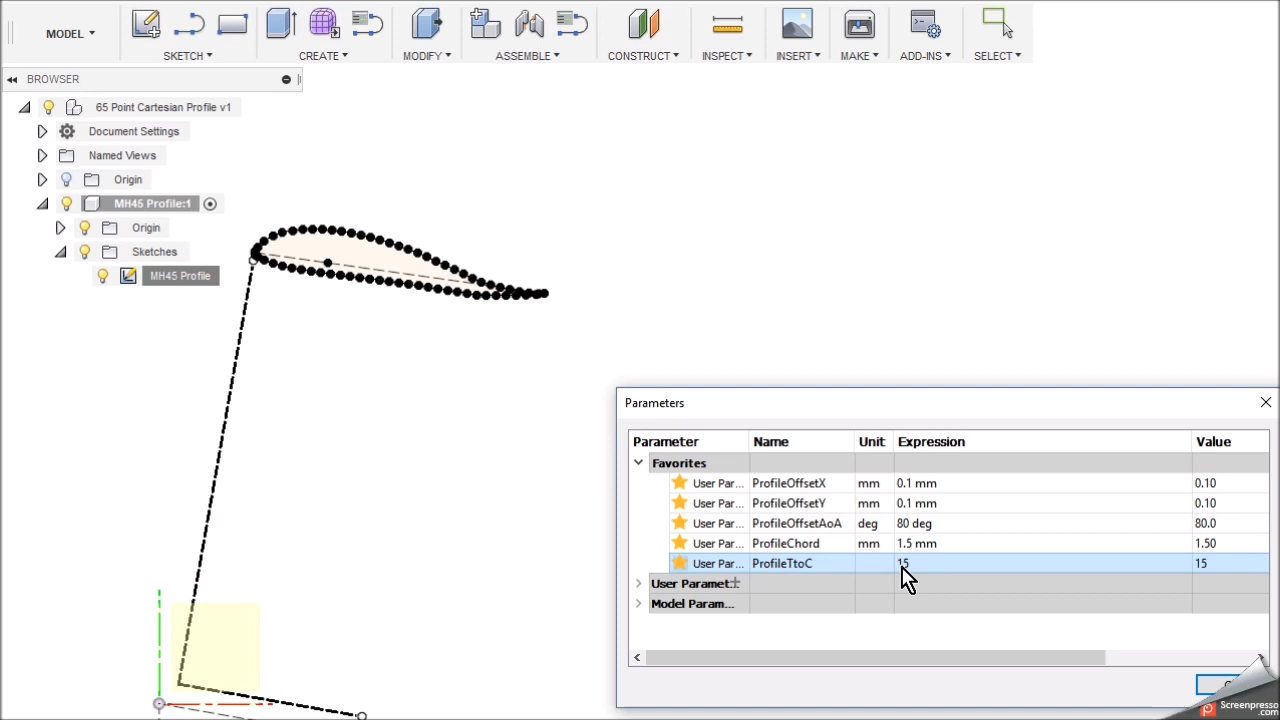 MODEL
SKETCH
CREATE
MODIFY
ASSEMBLE
CONSTRUCT
INSPECT
INSERT
MAKE
ADD-INS
SELECT
BROWSER
65 Point Cartesian Profile v1
Document Settings
Named Views
Origin
MH45 Profile:1
Origin
Sketches
MH45 Profile
Parameters
Parameter Name Unit Expression Value
Favorites
User Par... ProfileOffsetX mm 0.1 mm 0.10
User Par... ProfileOffsetY mm 0.1 mm 0.10
User Par... ProfileOffsetAoA deg 80 deg 80.0
User Par... ProfileChord mm 1.5 mm 1.50
User Par... ProfileTtoC 15 15
User Paramet...
Model Param...
Screenpresso
.com